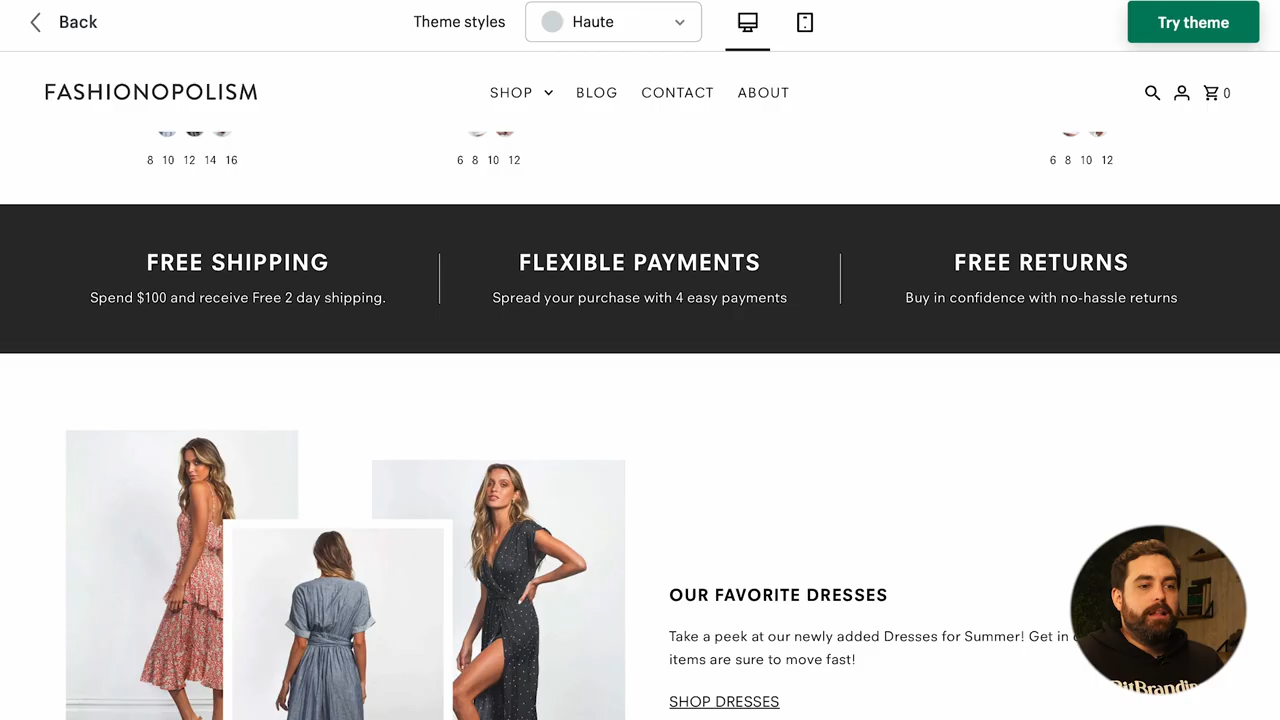 Back
Theme styles
Haute
Try theme
FASHIONOPOLISM
SHOP
BLOG
CONTACT
ABOUT
0
8 10 12 14 16
6 8 10 12
6 8 10 12
FREE SHIPPING
Spend $100 and receive Free 2 day shipping.
FLEXIBLE PAYMENTS
Spread your purchase with 4 easy payments
FREE RETURNS
Buy in confidence with no-hassle returns
OUR FAVORITE DRESSES
Take a peek at our newly added Dresses for Summer! Get in
items are sure to move fast!
SHOP DRESSES